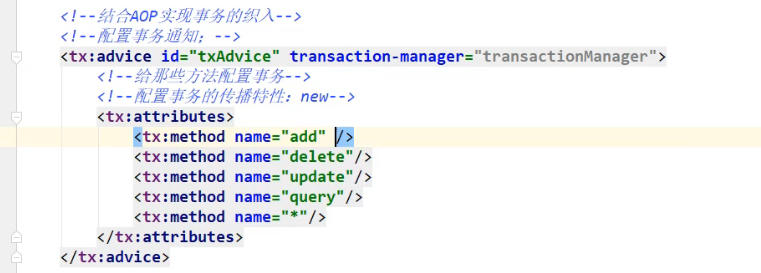 <!--结合AOP实现事务的织入-->
<!--配置事务通知；-->
<tx:advice id="txAdvice" transaction-manager="transactionManager">
<!--给那些方法配置事务-->
<!--配置事务的传播特性：new-->
<tx:attributes>
<tx:method name="add" />
<tx:method name="delete"/>
<tx:method name="update"/>
<tx:method name="query"/>
<tx:method name="*"/>
</tx:attributes>
</tx:advice>